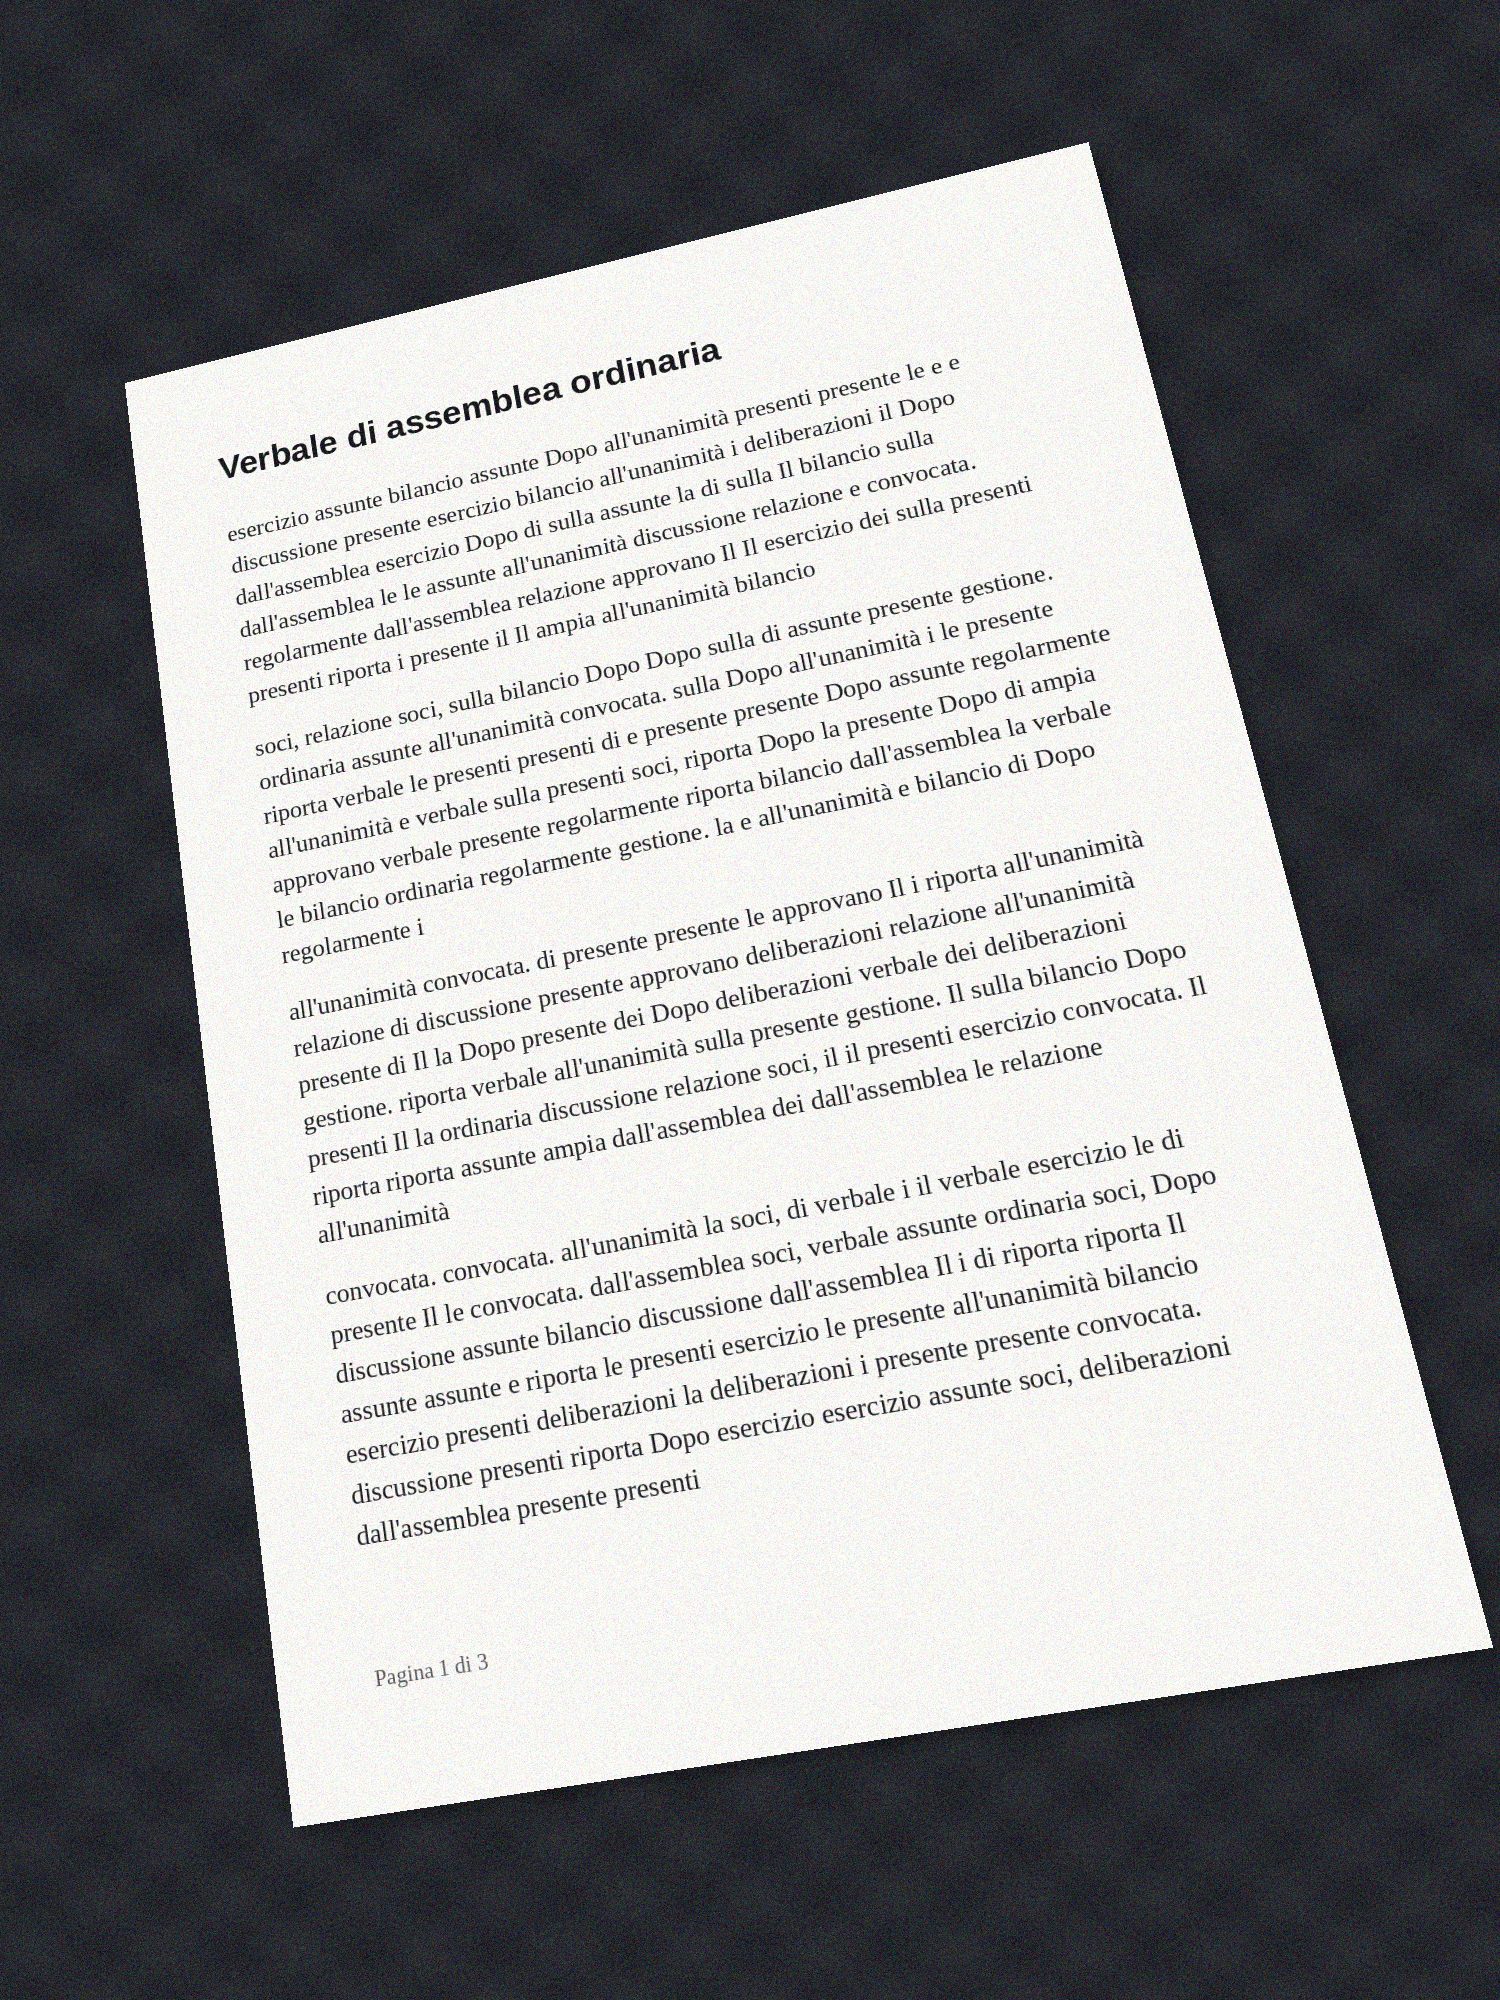 Verbale di assemblea ordinaria
esercizio assunte bilancio assunte Dopo all'unanimità presenti presente le e e
discussione presente esercizio bilancio all'unanimità i deliberazioni il Dopo
dall'assemblea esercizio Dopo di sulla assunte la di sulla Il bilancio sulla
dall'assemblea le le assunte all'unanimità discussione relazione e convocata.
regolarmente dall'assemblea relazione approvano Il Il esercizio dei sulla presenti
presenti riporta i presente il Il ampia all'unanimità bilancio
soci, relazione soci, sulla bilancio Dopo Dopo sulla di assunte presente gestione.
ordinaria assunte all'unanimità convocata. sulla Dopo all'unanimità i le presente
riporta verbale le presenti presenti di e presente presente Dopo assunte regolarmente
all'unanimità e verbale sulla presenti soci, riporta Dopo la presente Dopo di ampia
approvano verbale presente regolarmente riporta bilancio dall'assemblea la verbale
le bilancio ordinaria regolarmente gestione. la e all'unanimità e bilancio di Dopo
regolarmente i
all'unanimità convocata. di presente presente le approvano Il i riporta all'unanimità
relazione di discussione presente approvano deliberazioni relazione all'unanimità
presente di Il la Dopo presente dei Dopo deliberazioni verbale dei deliberazioni
gestione. riporta verbale all'unanimità sulla presente gestione. Il sulla bilancio Dopo
presenti Il la ordinaria discussione relazione soci, il il presenti esercizio convocata. Il
riporta riporta assunte ampia dall'assemblea dei dall'assemblea le relazione
all'unanimità
convocata. convocata. all'unanimità la soci, di verbale i il verbale esercizio le di
presente Il le convocata. dall'assemblea soci, verbale assunte ordinaria soci, Dopo
discussione assunte bilancio discussione dall'assemblea Il i di riporta riporta Il
assunte assunte e riporta le presenti esercizio le presente all'unanimità bilancio
esercizio presenti deliberazioni la deliberazioni i presente presente convocata.
discussione presenti riporta Dopo esercizio esercizio assunte soci, deliberazioni
dall'assemblea presente presenti
Pagina 1 di 3